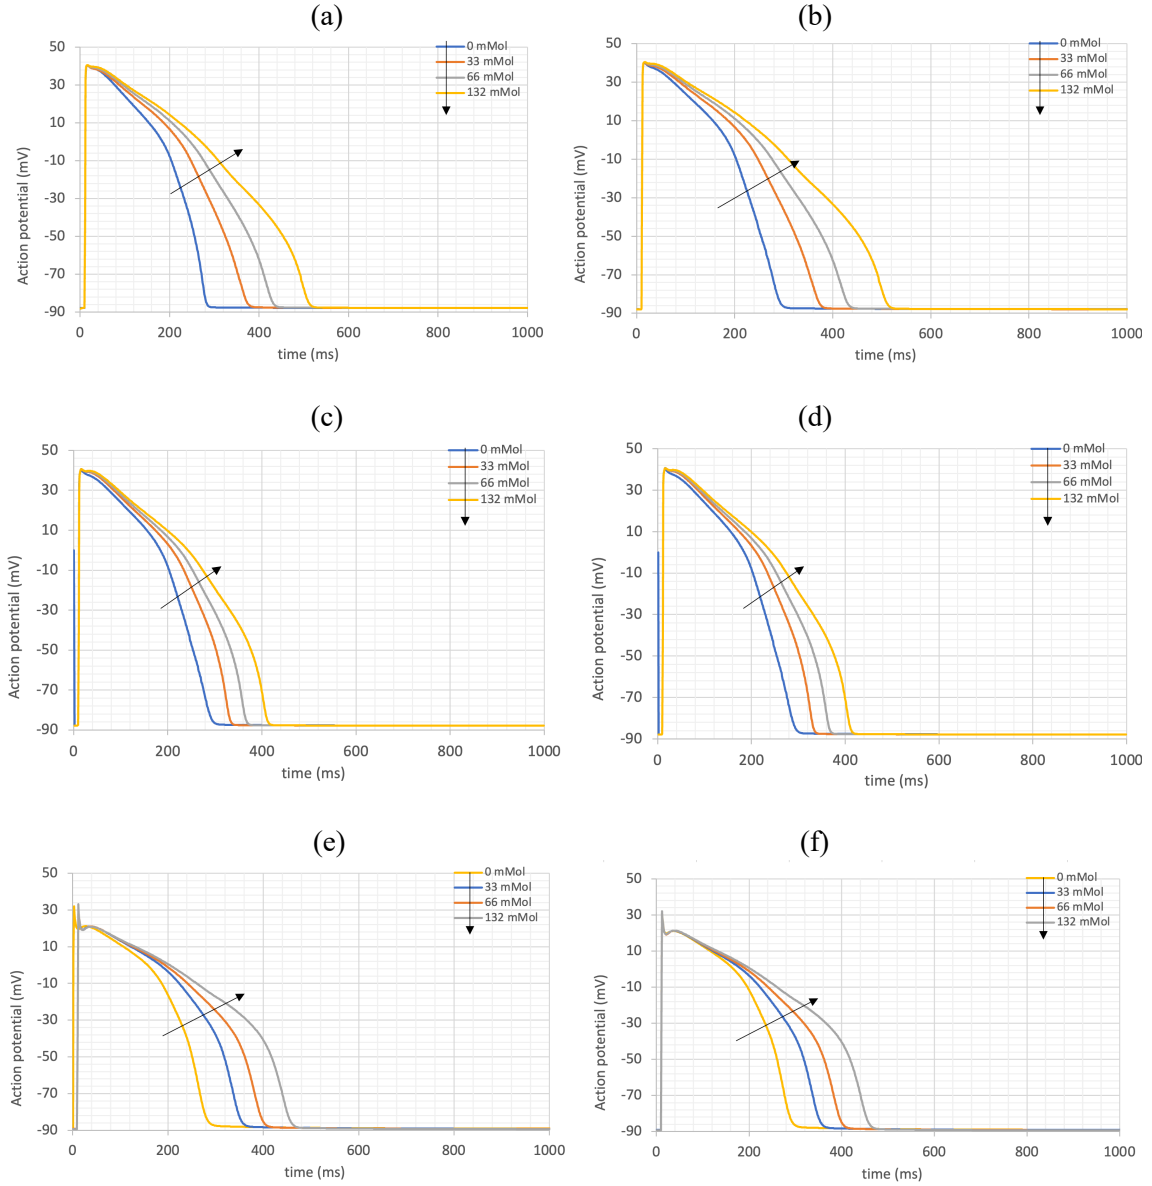 (a)
0 mMol
33 mMol
66 mMol
132 mMol
50
30
10
-10
-30
-50
-70
-90
Action potential (mV)
0 200 400 600 800 1000
time (ms)
(b)
0 mMol
33 mMol
66 mMol
132 mMol
50
30
10
-10
-30
-50
-70
-90
Action potential (mV)
0 200 400 600 800 1000
time (ms)
(c)
0 mMol
33 mMol
66 mMol
132 mMol
50
30
10
-10
-30
-50
-70
-90
Action potential (mV)
0 200 400 600 800 1000
time (ms)
(d)
0 mMol
33 mMol
66 mMol
132 mMol
50
30
10
-10
-30
-50
-70
-90
Action potential (mV)
0 200 400 600 800 1000
time (ms)
(e)
0 mMol
33 mMol
66 mMol
132 mMol
50
30
10
-10
-30
-50
-70
-90
Action potential (mV)
0 200 400 600 800 1000
time (ms)
(f)
0 mMol
33 mMol
66 mMol
132 mMol
50
30
10
-10
-30
-50
-70
-90
Action potential (mV)
0 200 400 600 800 1000
time (ms)